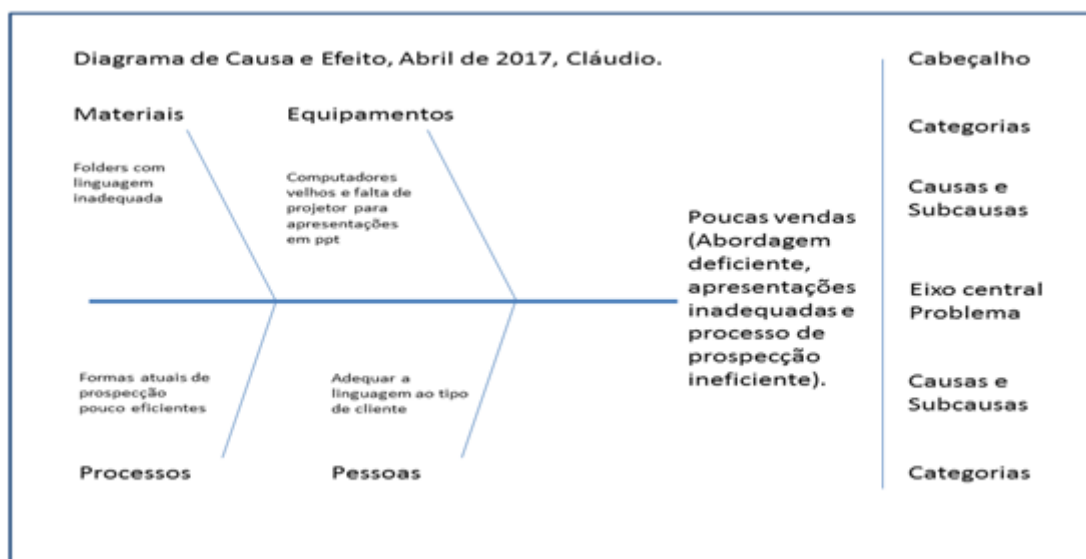 Diagrama de Causa e Efeito, Abril de 2017, Cláudio.
Cabeçalho
Materiais
Equipamentos
Categorias
Folders com
linguagem
inadequada
Computadores
velhos e falta de
projetor para
apresentações
em ppt
Causas e
Subcausas
Poucas vendas
(Abordagem
deficiente,
apresentações
inadequadas e
processo de
prospecção
ineficiente).
Eixo central
Problema
Formas atuais de
prospecção
pouco eficientes
Adequar a
linguagem ao tipo
de cliente
Causas e
Subcausas
Processos
Pessoas
Categorias